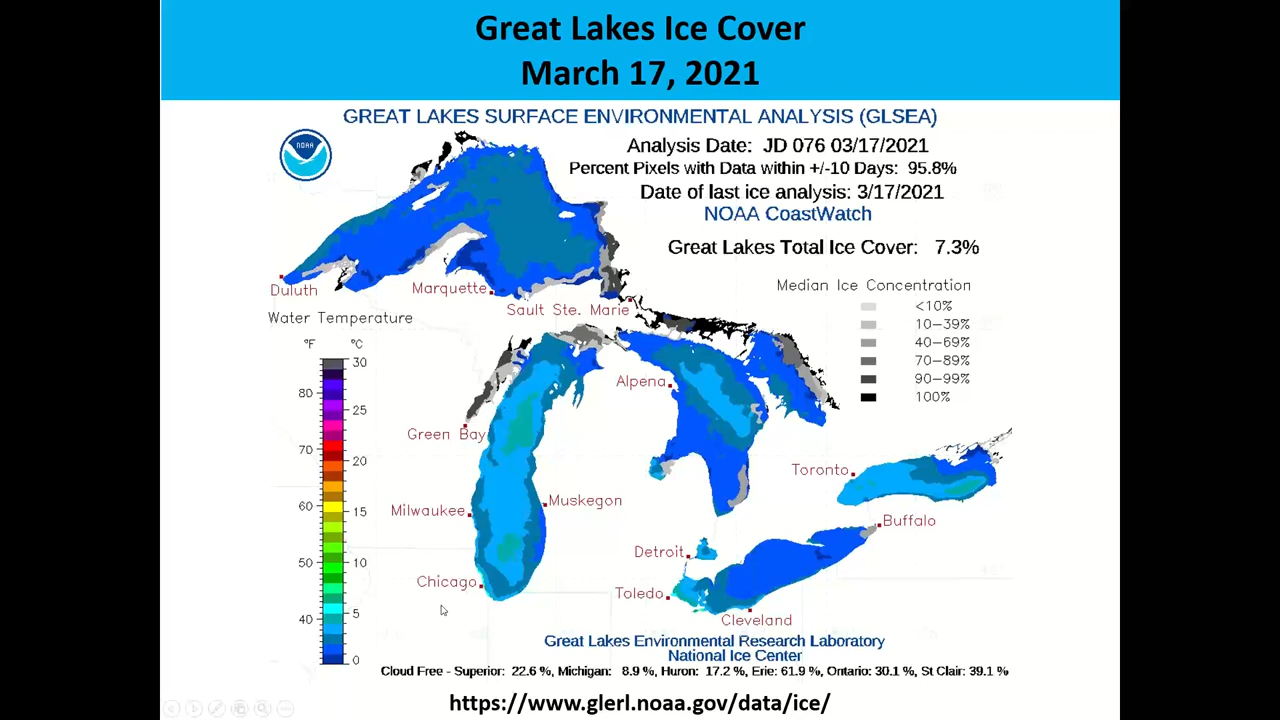 Great Lakes Ice Cover
March 17, 2021
GREAT LAKES SURFACE ENVIRONMENTAL ANALYSIS (GLSEA)
NOAA
Analysis Date: JD 076 03/17/2021
Percent Pixels with Data within +/-10 Days: 95.8%
Date of last ice analysis: 3/17/2021
NOAA CoastWatch
Great Lakes Total Ice Cover: 7.3%
Median Ice Concentration
<10%
10-39%
40-69%
70-89%
90-99%
100%
Duluth
Marquette
Sault Ste. Marie
Water Temperature
°F °C
30
80
25
70
20
60
15
50
10
5
40
0
Alpena
Green Bay
Toronto
Milwaukee
Muskegon
Buffalo
Detroit
Chicago
Toledo
Cleveland
Great Lakes Environmental Research Laboratory
National Ice Center
Cloud Free - Superior: 22.6 %, Michigan: 8.9 %, Huron: 17.2 %, Erie: 61.9 %, Ontario: 30.1 %, St Clair: 39.1 %
https://www.glerl.noaa.gov/data/ice/